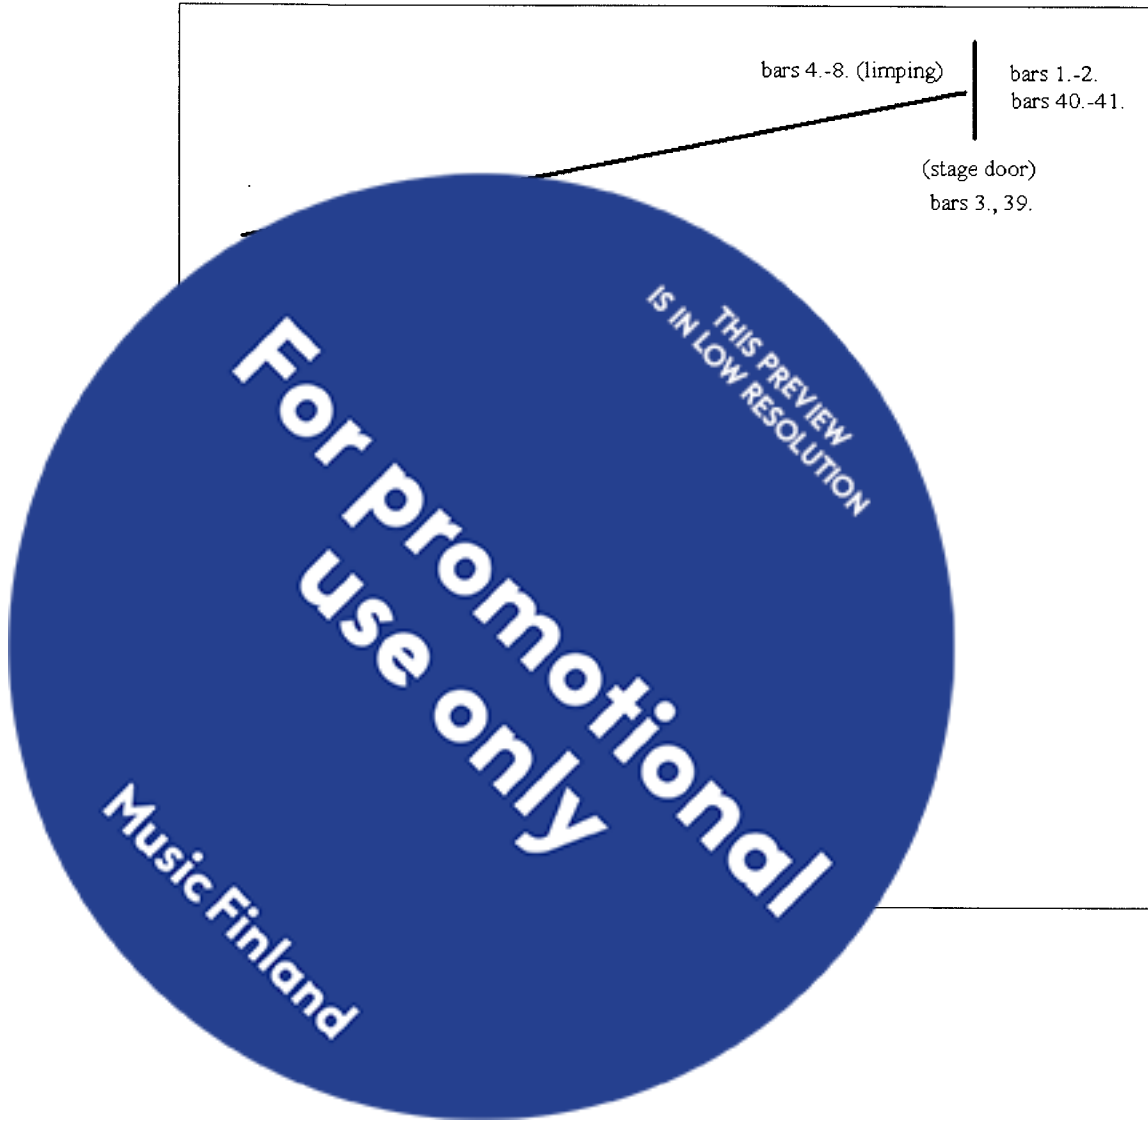 bars 4.-8. (limping)
bars 1.-2.
bars 40.-41.
(stage door)
bars 3., 39.
THIS PREVIEW
IS IN LOW RESOLUTION
For promotional
use only
Music Finland